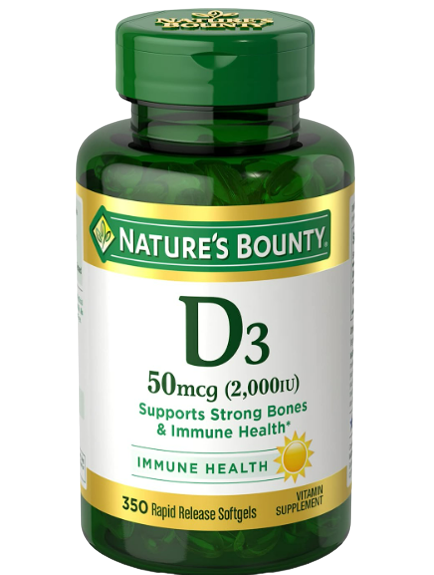 NATURE'S
BOUNTY
NATURE'S BOUNTY®
D3
50mcg (2,000IU)
Supports Strong Bones
& Immune Health*
IMMUNE HEALTH
350 Rapid Release Softgels
VITAMIN
SUPPLEMENT